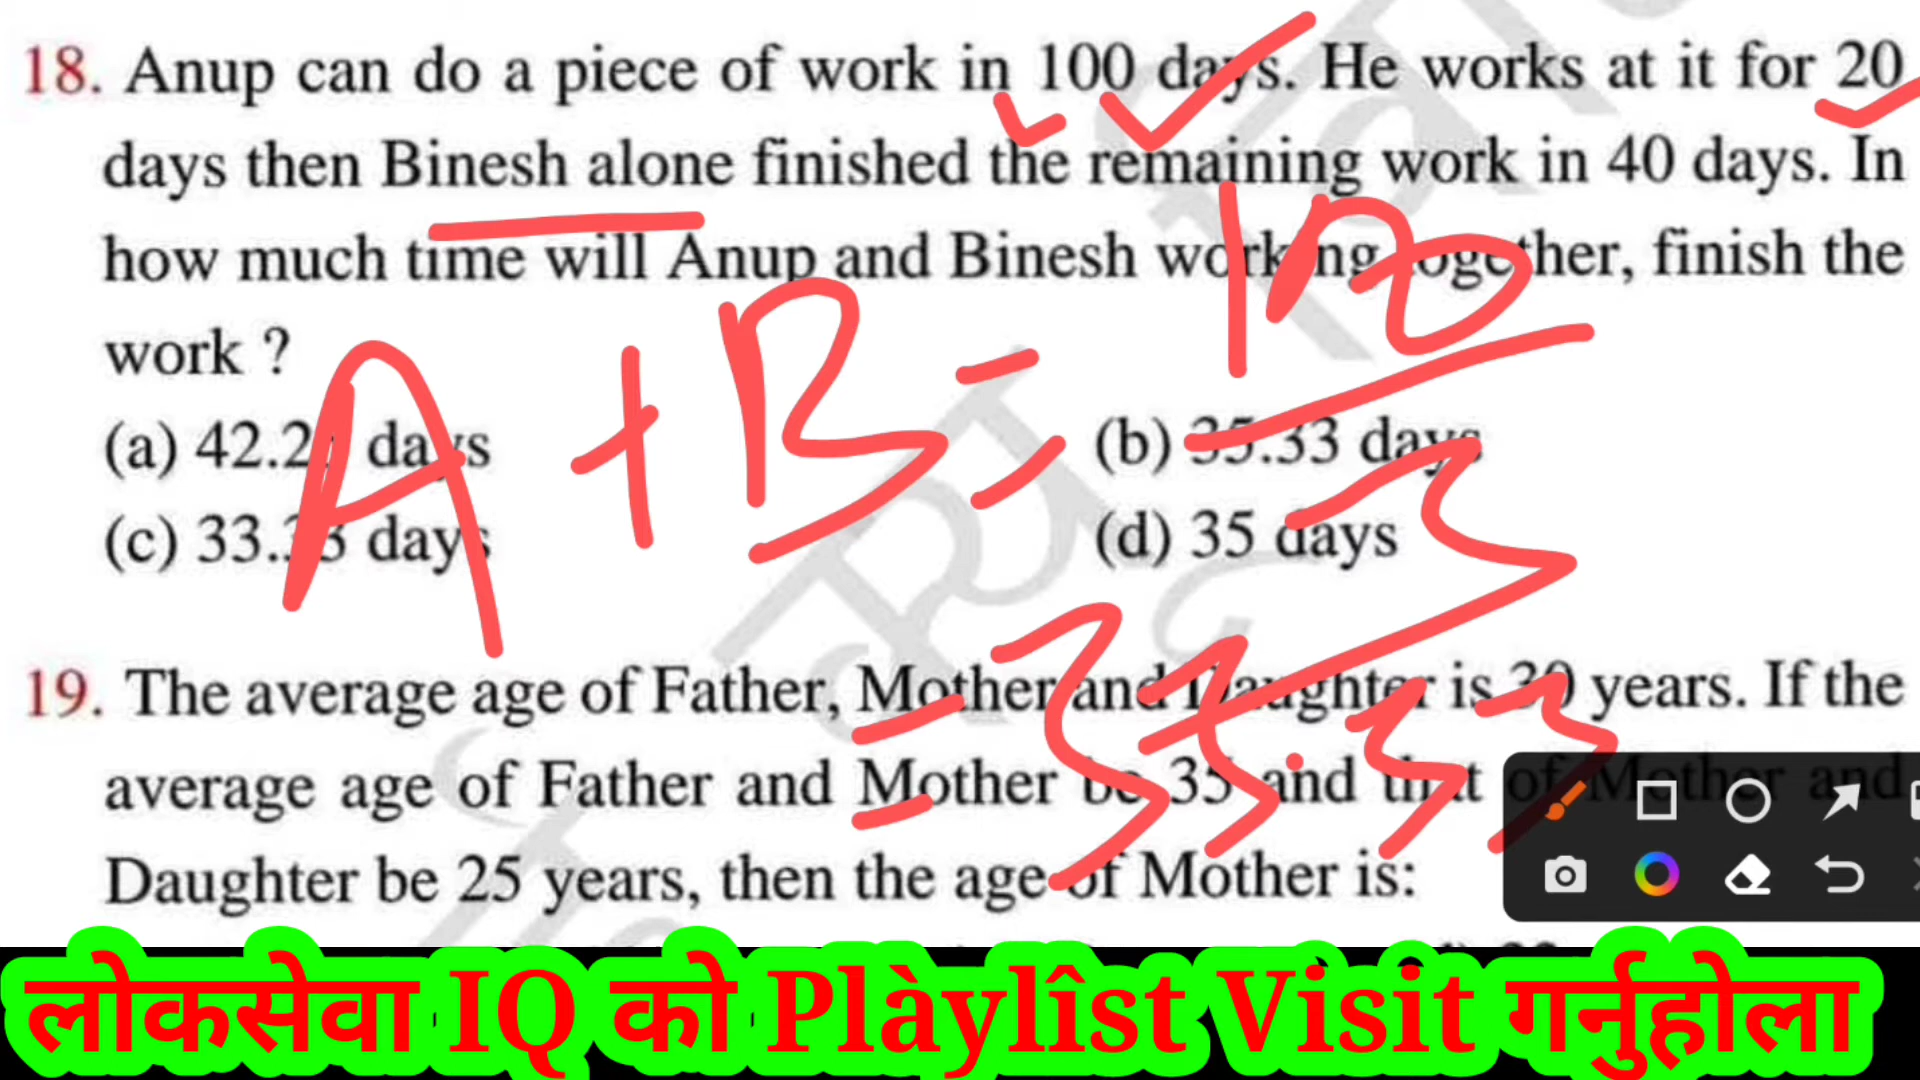 18. Anup can do a piece of work in 100 days. He works at it for 20
days then Binesh alone finished the remaining work in 40 days. In
how much time will Anup and Binesh working together, finish the
work ?
(a) 42.2 days (b) 35.33 days
(c) 33.33 days (d) 35 days
A + B = 100
3
= 33.33
19. The average age of Father, Mother and Daughter is 30 years. If the
average age of Father and Mother be 35 and that of Mother and
Daughter be 25 years, then the age of Mother is:
लोकसेवा IQ को Plàylîst Visit गर्नुहोला